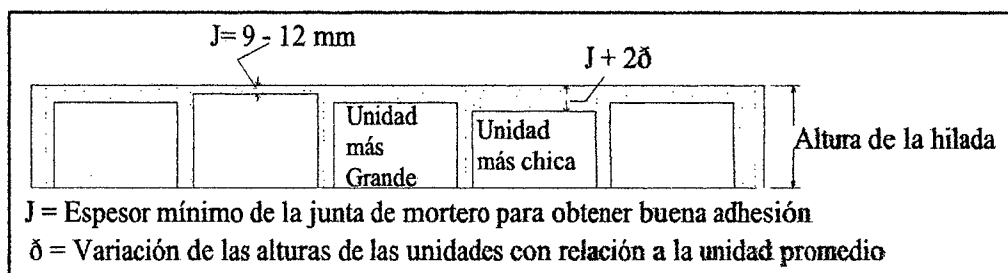 J= 9 - 12 mm
J + 2ð
Unidad
más
Grande
Unidad
más chica
Altura de la hilada
J = Espesor mínimo de la junta de mortero para obtener buena adhesión
ð = Variación de las alturas de las unidades con relación a la unidad promedio